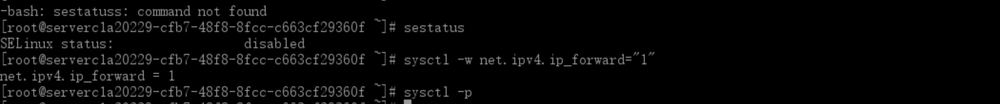 -bash: sestatuss: command not found
[root@serverc1a20229-cfb7-48f8-8fcc-c663cf29360f ~]# sestatus
SELinux status:                 disabled
[root@serverc1a20229-cfb7-48f8-8fcc-c663cf29360f ~]# sysctl -w net.ipv4.ip_forward="1"
net.ipv4.ip_forward = 1
[root@serverc1a20229-cfb7-48f8-8fcc-c663cf29360f ~]# sysctl -p